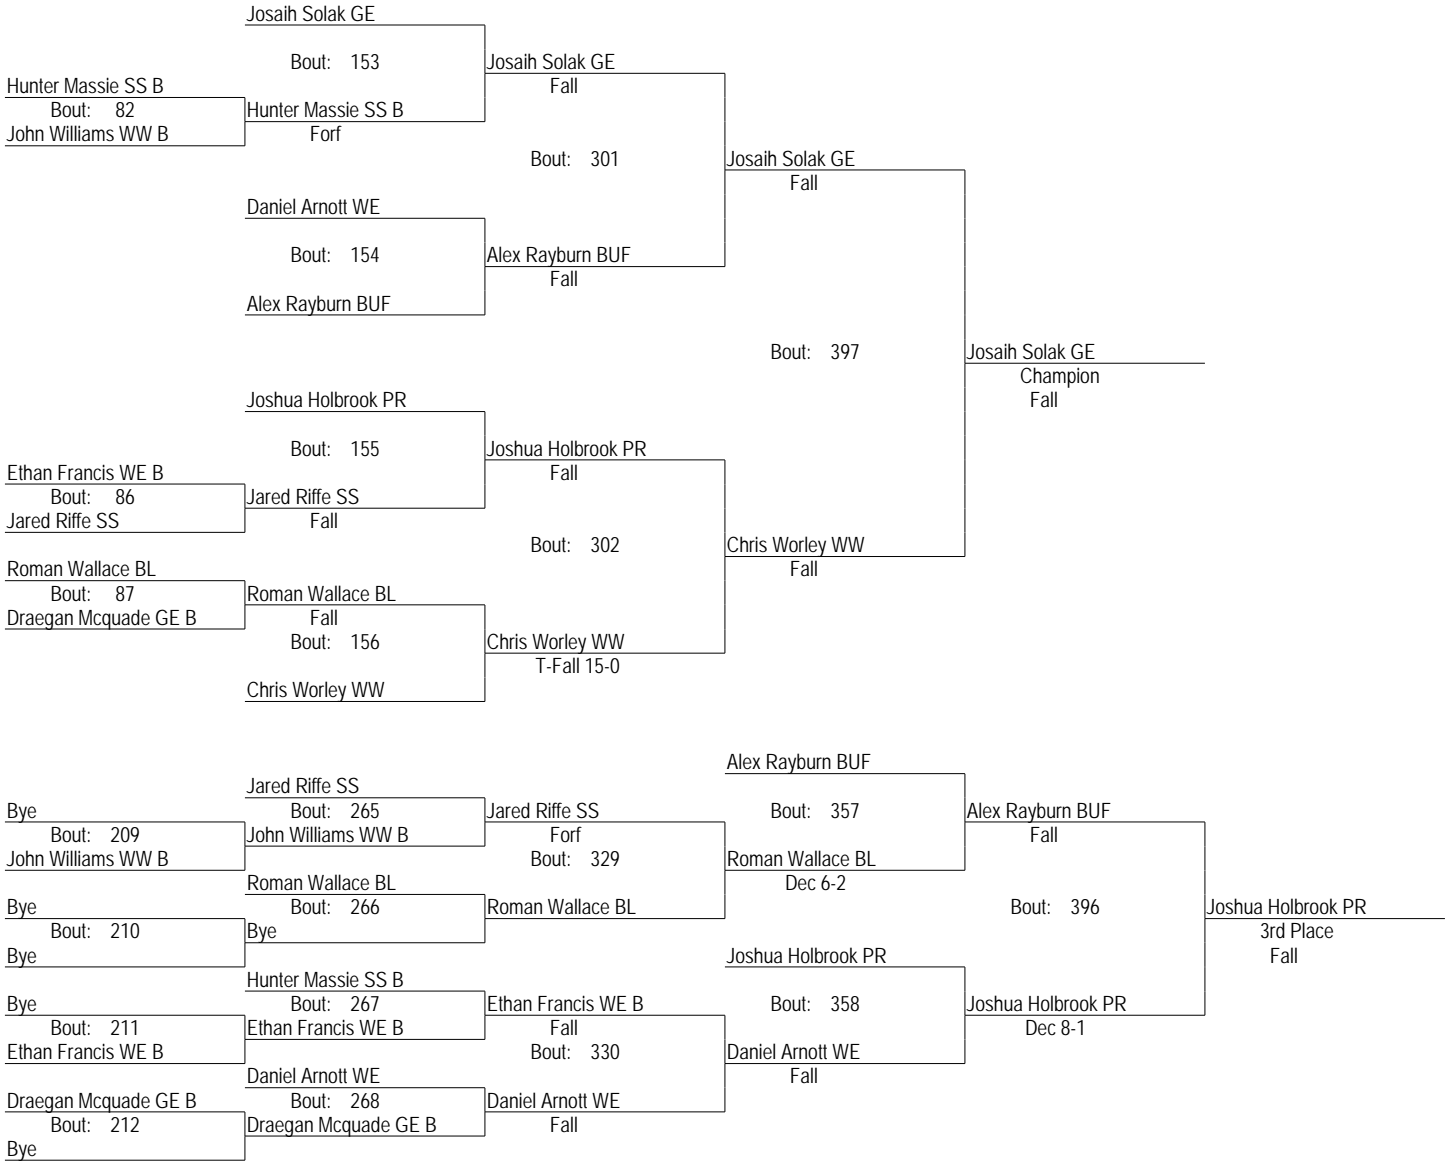 Josaih Solak GE
Bout: 153
Josaih Solak GE
Fall
Hunter Massie SS B
Bout: 82
Hunter Massie SS B
John Williams WW B
Forf
Bout: 301
Josaih Solak GE
Fall
Daniel Arnott WE
Bout: 154
Alex Rayburn BUF
Fall
Alex Rayburn BUF
Bout: 397
Josaih Solak GE
Champion
Fall
Joshua Holbrook PR
Bout: 155
Joshua Holbrook PR
Fall
Ethan Francis WE B
Bout: 86
Jared Riffe SS
Jared Riffe SS
Fall
Bout: 302
Chris Worley WW
Fall
Roman Wallace BL
Bout: 87
Roman Wallace BL
Draegan Mcquade GE B
Fall
Bout: 156
Chris Worley WW
T-Fall 15-0
Chris Worley WW
Alex Rayburn BUF
Jared Riffe SS
Bye
Bout: 265
Jared Riffe SS
Bout: 357
Alex Rayburn BUF
Bout: 209
John Williams WW B
Forf
Fall
John Williams WW B
Bout: 329
Roman Wallace BL
Dec 6-2
Roman Wallace BL
Bye
Bout: 266
Roman Wallace BL
Bout: 396
Joshua Holbrook PR
Bout: 210
Bye
3rd Place
Bye
Fall
Joshua Holbrook PR
Hunter Massie SS B
Bye
Bout: 267
Ethan Francis WE B
Bout: 358
Joshua Holbrook PR
Bout: 211
Ethan Francis WE B
Fall
Dec 8-1
Ethan Francis WE B
Bout: 330
Daniel Arnott WE
Fall
Daniel Arnott WE
Draegan Mcquade GE B
Bout: 268
Daniel Arnott WE
Bout: 212
Draegan Mcquade GE B
Fall
Bye